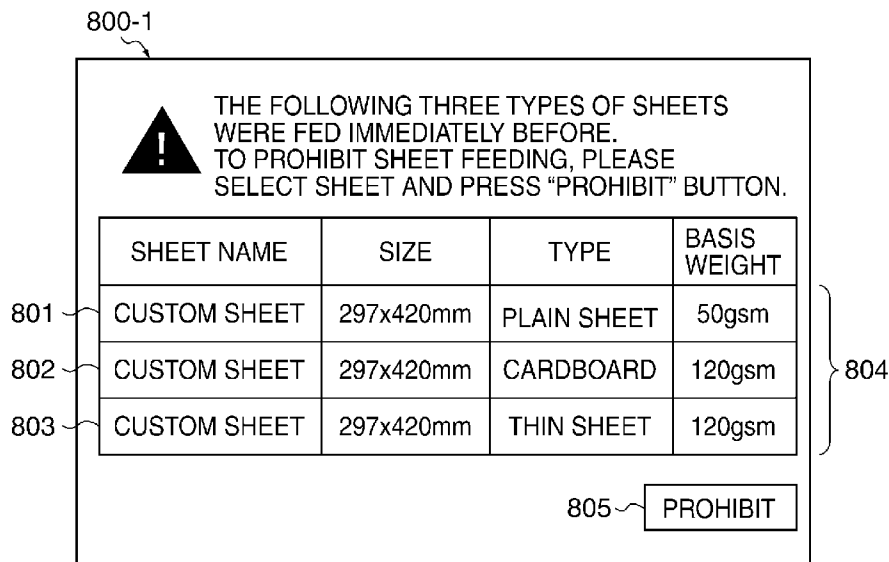 800-1
!
THE FOLLOWING THREE TYPES OF SHEETS
WERE FED IMMEDIATELY BEFORE.
TO PROHIBIT SHEET FEEDING, PLEASE
SELECT SHEET AND PRESS “PROHIBIT” BUTTON.
SHEET NAME SIZE TYPE BASIS WEIGHT
801 CUSTOM SHEET 297x420mm PLAIN SHEET 50gsm
802 CUSTOM SHEET 297x420mm CARDBOARD 120gsm 804
803 CUSTOM SHEET 297x420mm THIN SHEET 120gsm
805 PROHIBIT